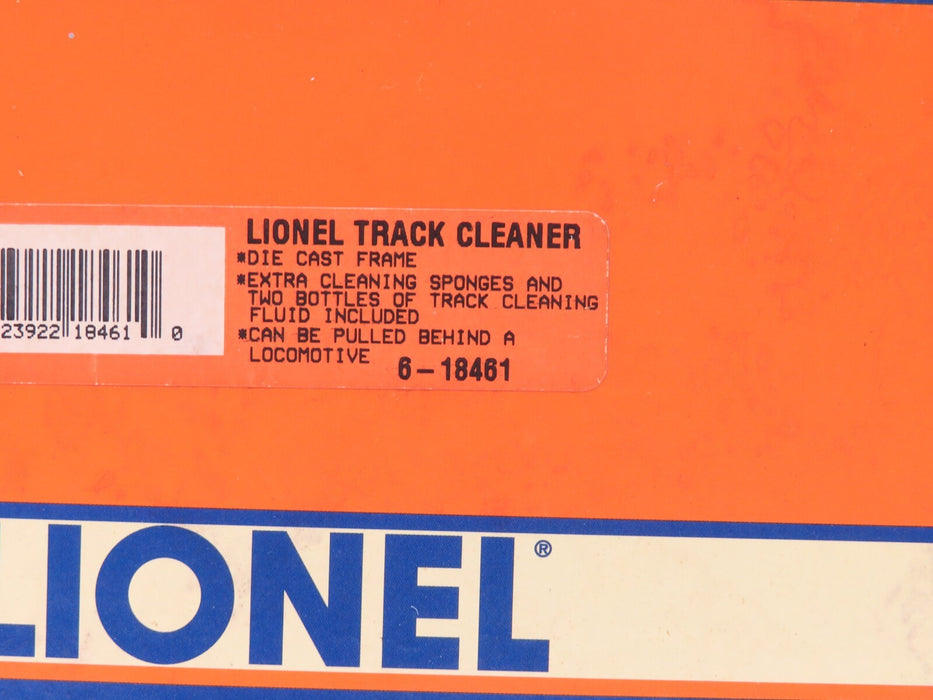 LIONEL TRACK CLEANER
*DIE CAST FRAME
*EXTRA CLEANING SPONGES AND
TWO BOTTLES OF TRACK CLEANING
FLUID INCLUDED
*CAN BE PULLED BEHIND A
LOCOMOTIVE
6-18461
23922 18461 0
LIONEL®